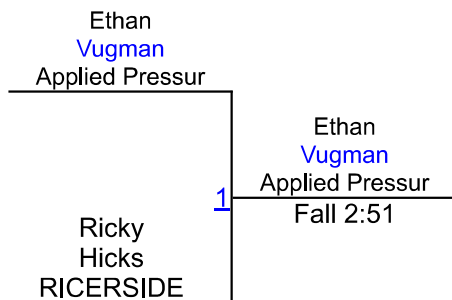 Ethan
Vugman
Applied Pressur
Ethan
Vugman
Applied Pressur
1
Fall 2:51
Ricky
Hicks
RICERSIDE